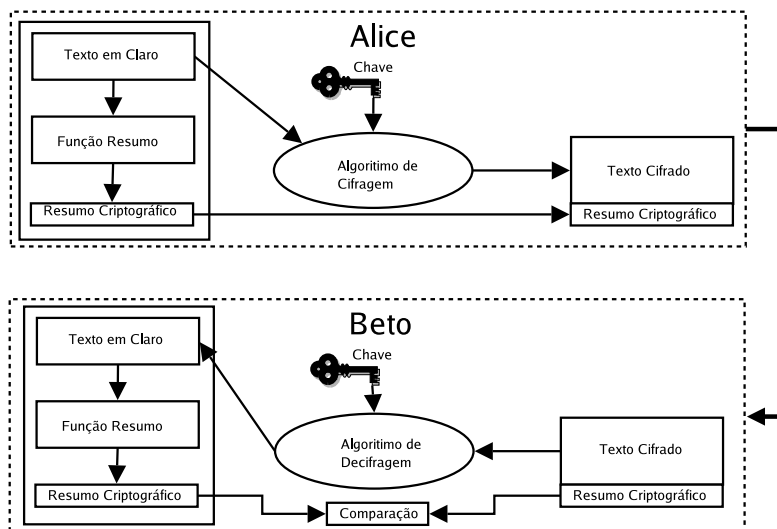 Alice
Texto em Claro
Chave
Função Resumo
Algoritimo de
Cifragem
Texto Cifrado
Resumo Criptográfico
Resumo Criptográfico
Beto
Texto em Claro
Chave
Função Resumo
Algoritimo de
Decifragem
Texto Cifrado
Resumo Criptográfico
Comparação
Resumo Criptográfico